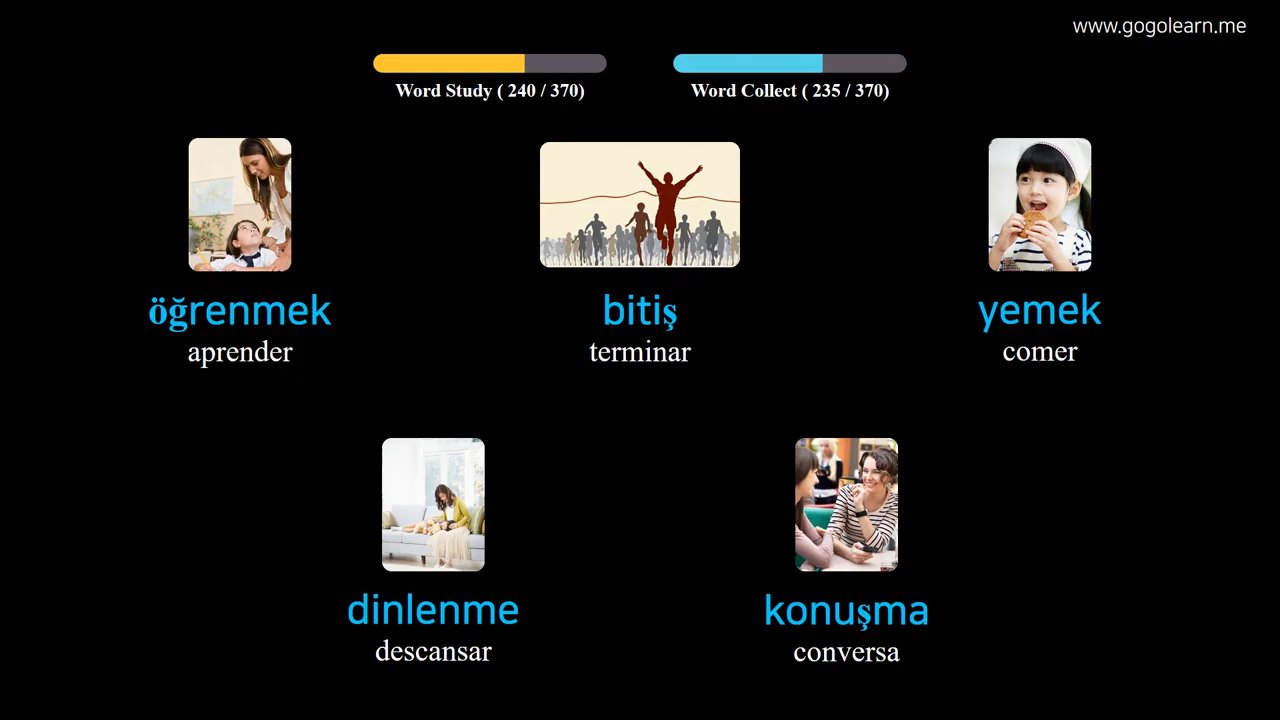 www.gogolearn.me
Word Study ( 240 / 370)
Word Collect ( 235 / 370)
öğrenmek
aprender
bitiş
terminar
yemek
comer
dinlenme
descansar
konuşma
conversa